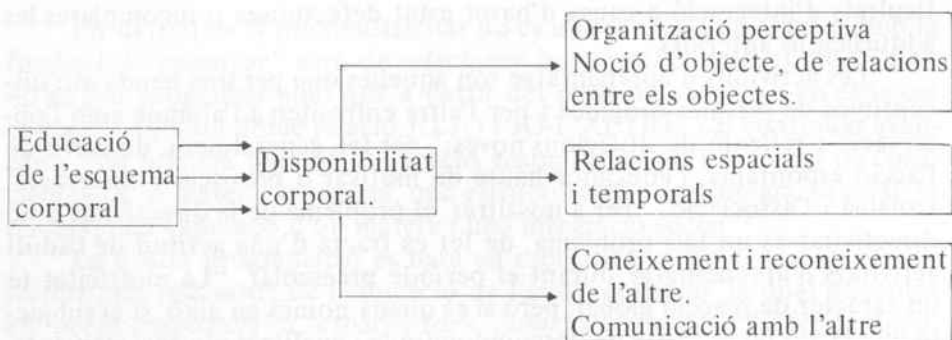 Organització perceptiva
Noció d'objecte, de relacions
entre els objectes.
Educació
de l'esquema
corporal
Disponibilitat
corporal.
Relacions espacials
i temporals
Coneixement i reconeixement
de l'altre.
Comunicació amb l'altre